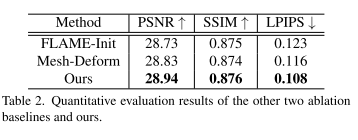 Method PSNR↑ SSIM↑ LPIPS↓
FLAME-Init 28.73 0.875 0.123
Mesh-Deform 28.83 0.874 0.116
Ours 28.94 0.876 0.108
Table 2. Quantitative evaluation results of the other two ablation
baselines and ours.